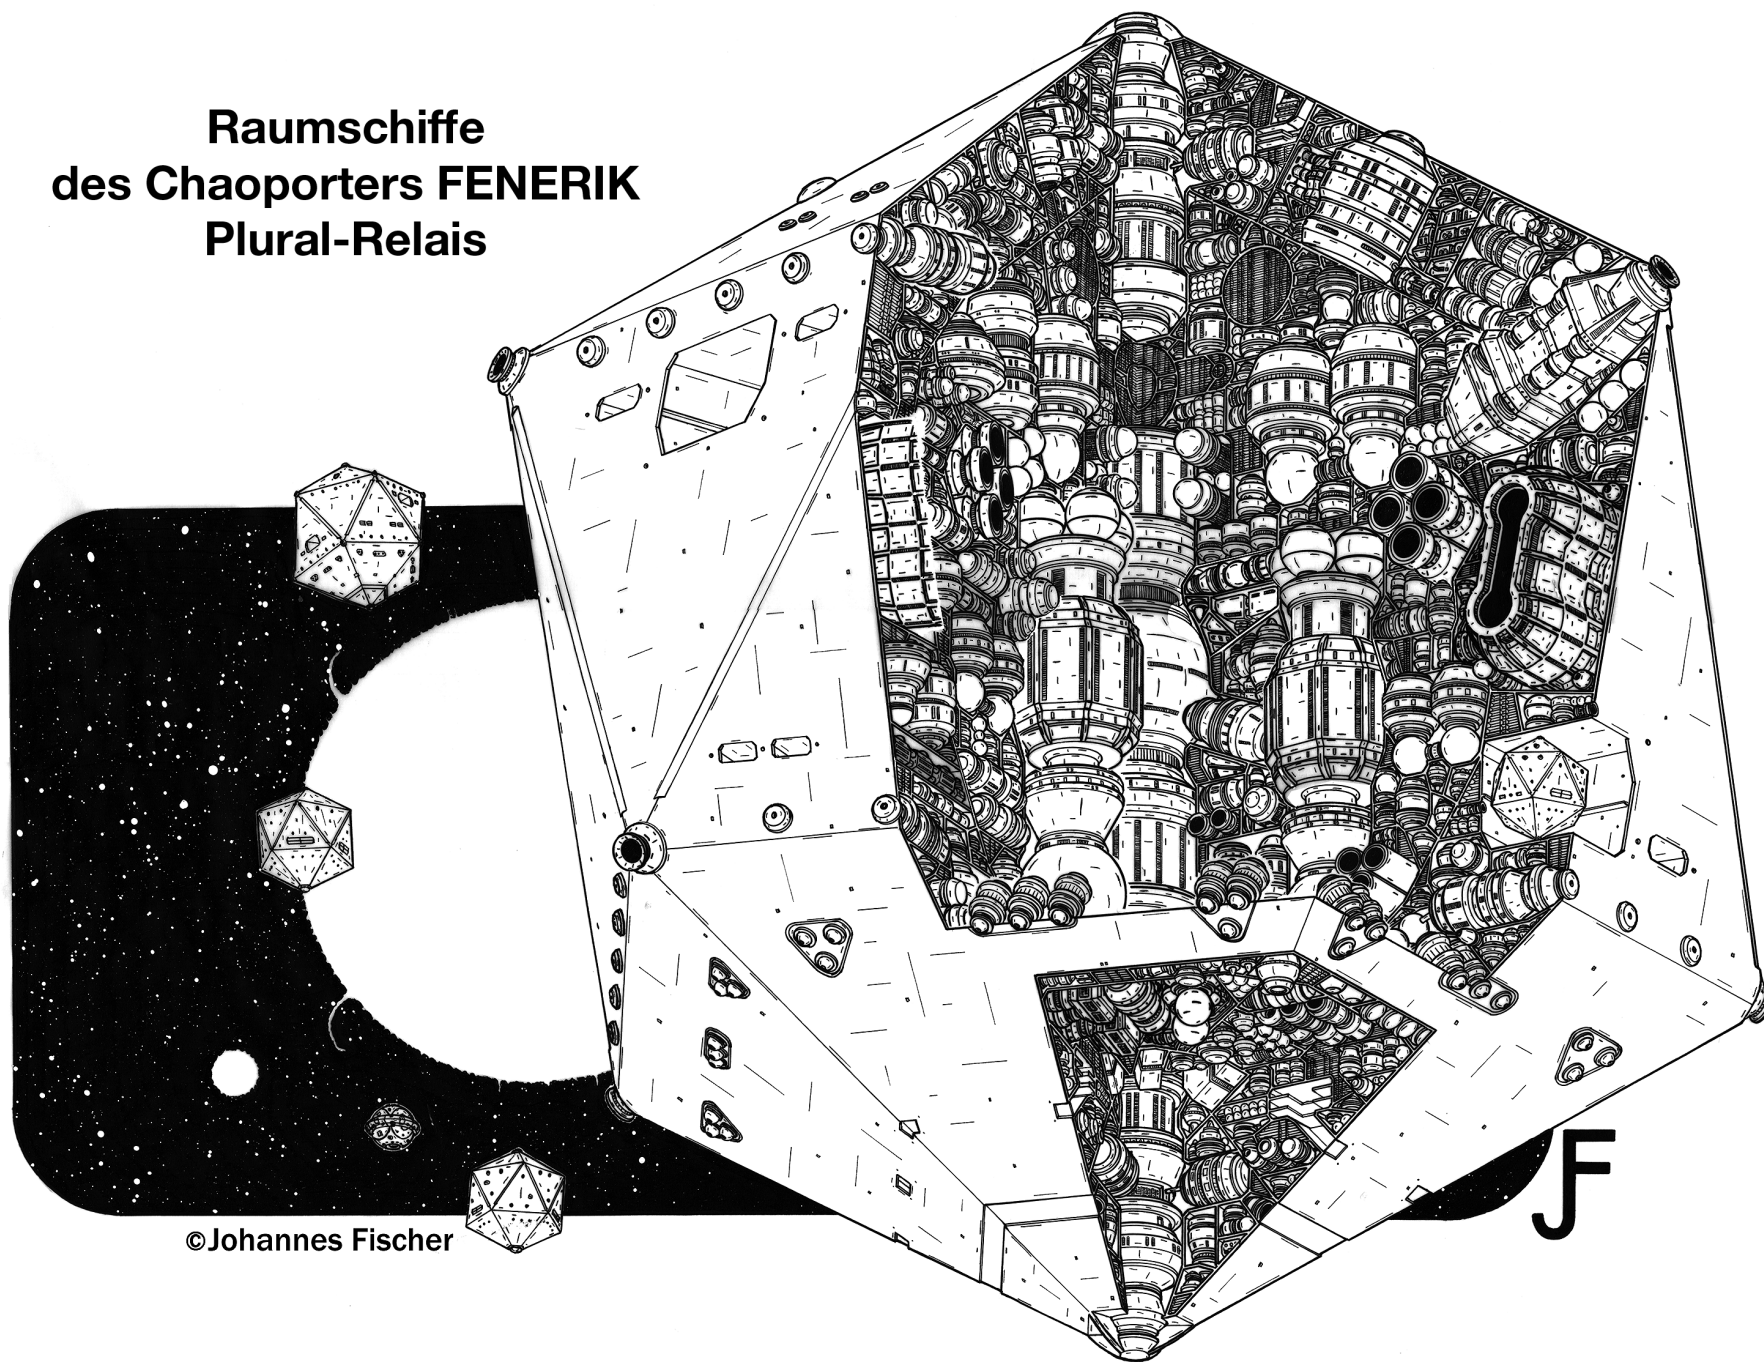 Raumschiffe
des Chaoporters FENERIK
Plural-Relais
©Johannes Fischer
JF